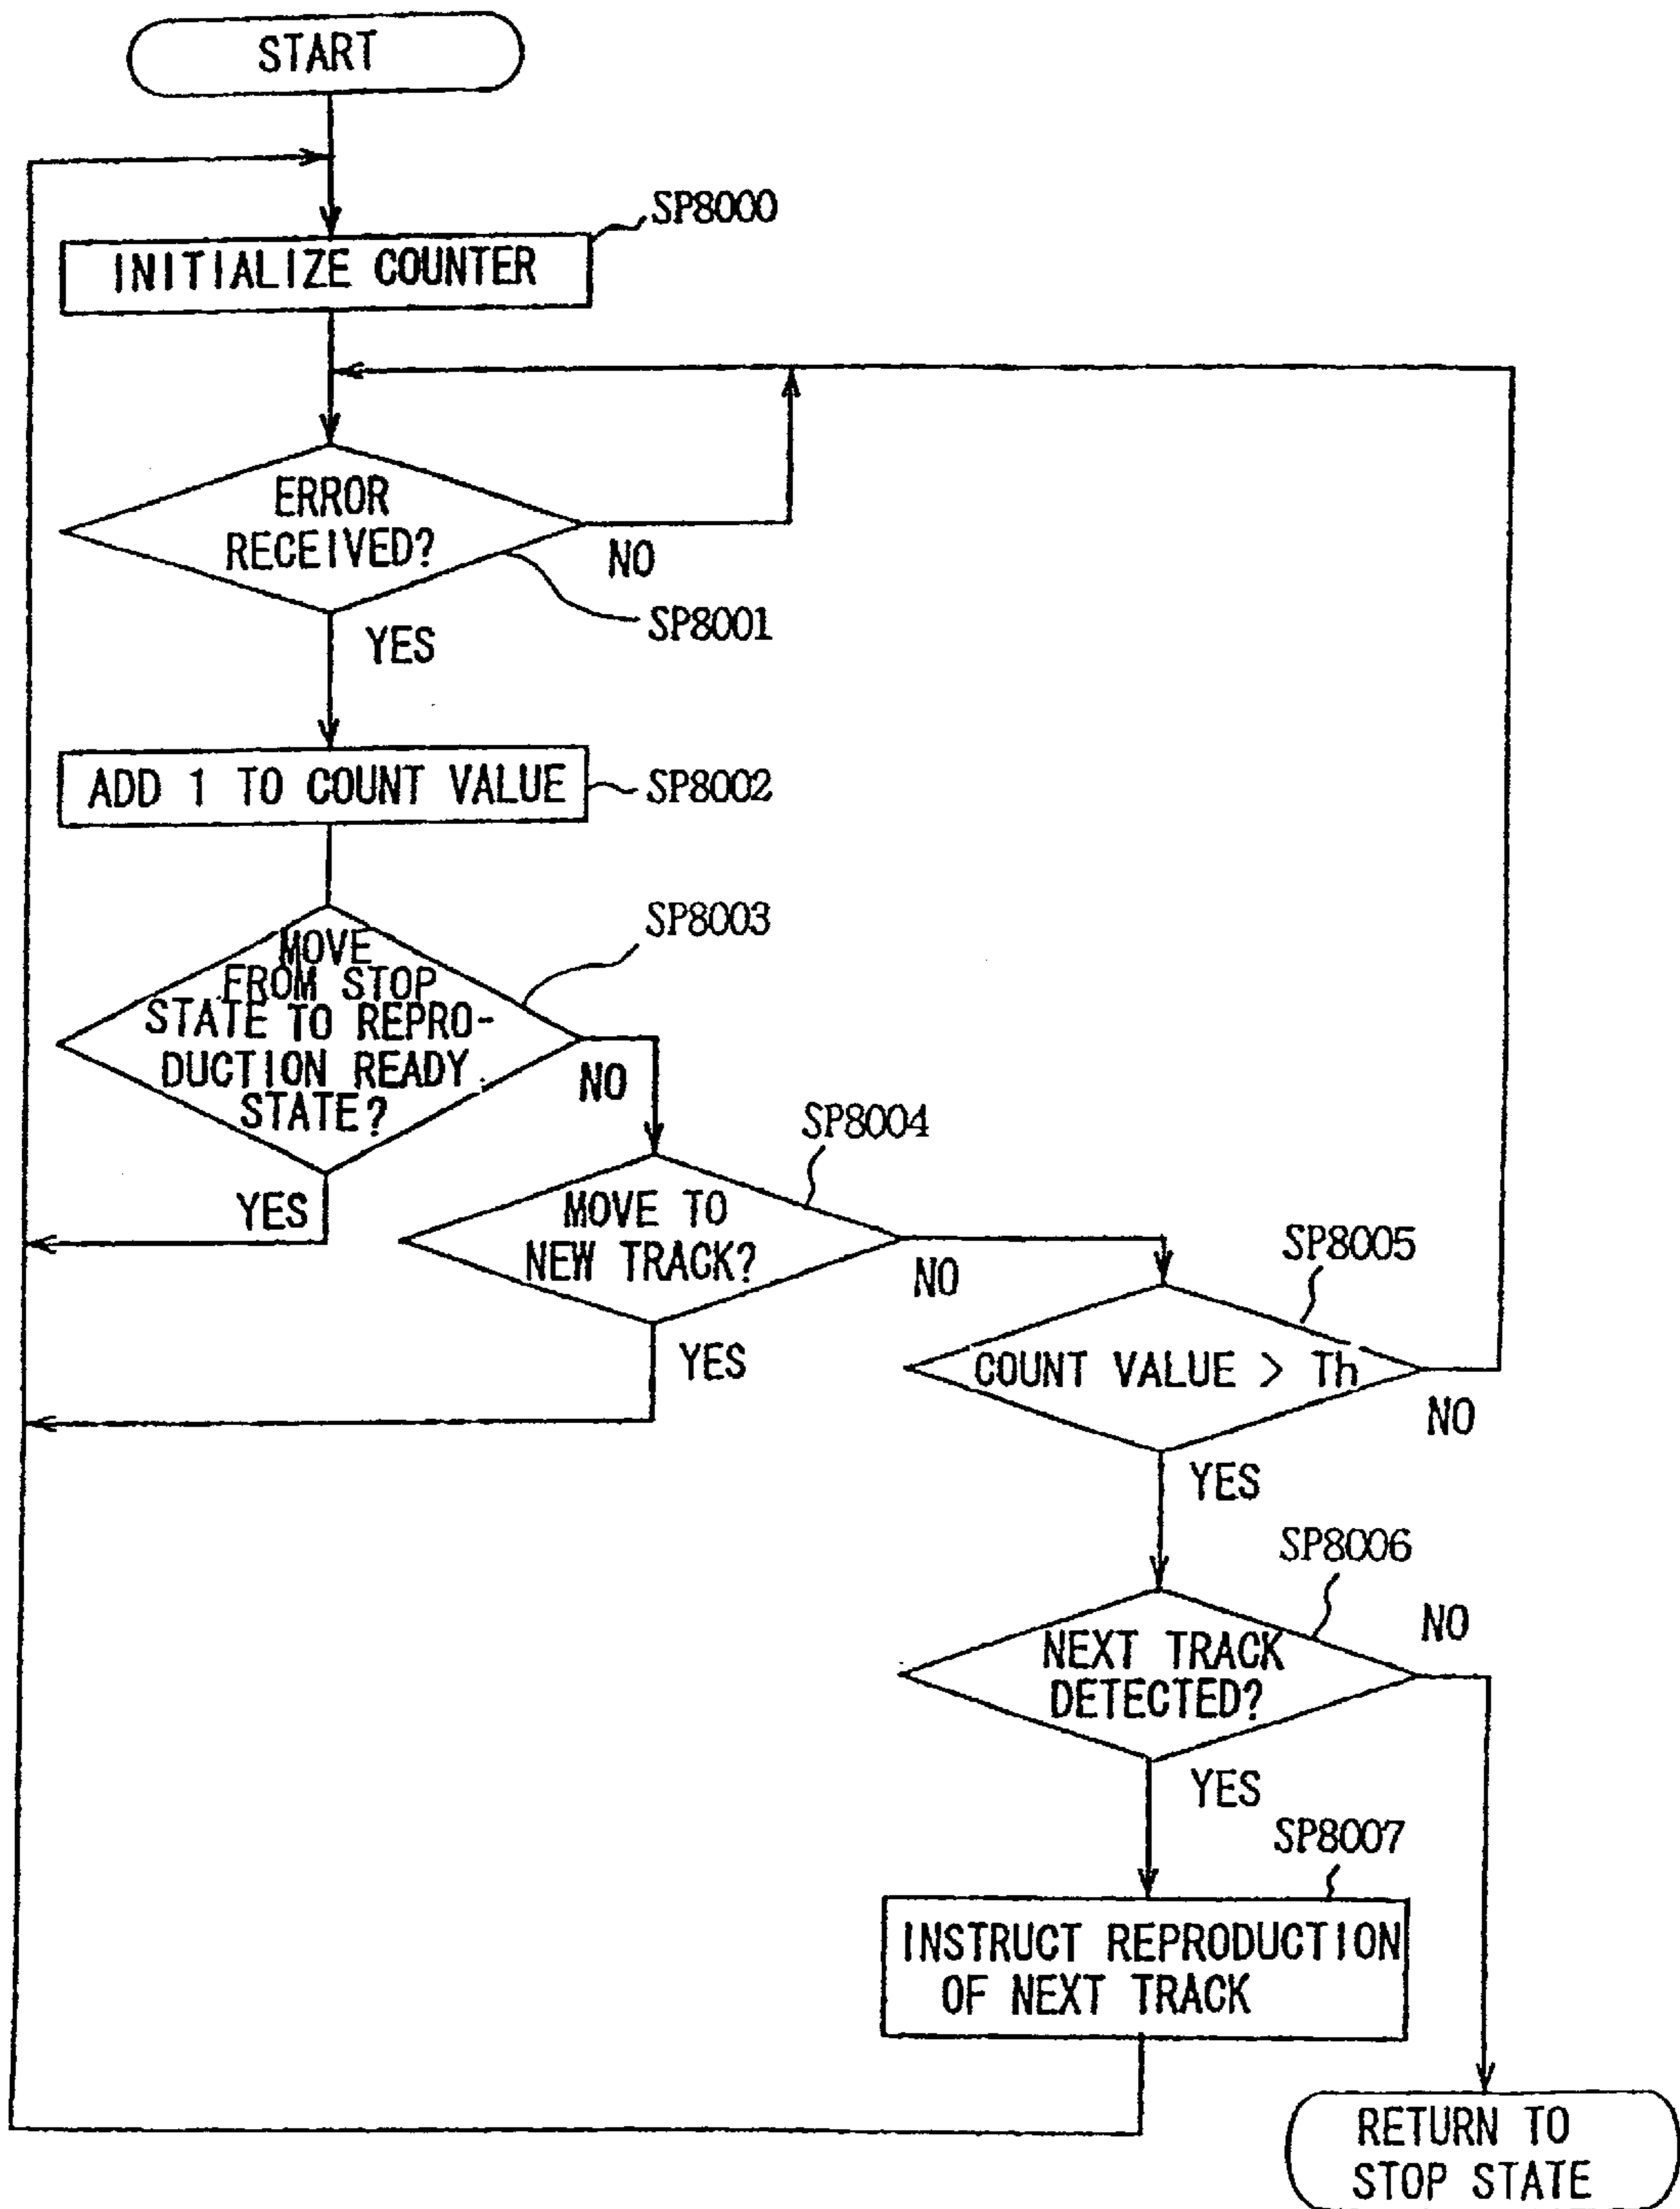 START
SP8000
INITIALIZE COUNTER
ERROR
RECEIVED?
NO
SP8001
YES
ADD 1 TO COUNT VALUE
SP8002
SP8003
MOVE
FROM STOP
STATE TO REPRO-
DUCTION READY
STATE?
NO
YES
SP8004
MOVE TO
NEW TRACK?
NO
YES
SP8005
COUNT VALUE > Th
NO
YES
SP8006
NEXT TRACK
DETECTED?
NO
YES
SP8007
INSTRUCT REPRODUCTION
OF NEXT TRACK
RETURN TO
STOP STATE